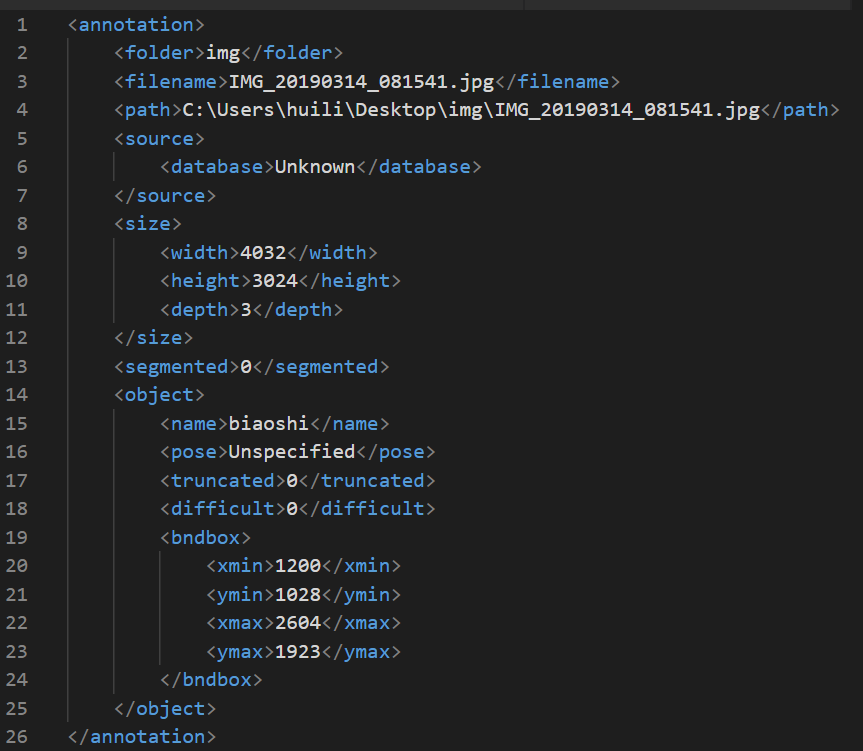 1 <annotation>
2 <folder>img</folder>
3 <filename>IMG_20190314_081541.jpg</filename>
4 <path>C:\Users\huili\Desktop\img\IMG_20190314_081541.jpg</path>
5 <source>
6 <database>Unknown</database>
7 </source>
8 <size>
9 <width>4032</width>
10 <height>3024</height>
11 <depth>3</depth>
12 </size>
13 <segmented>0</segmented>
14 <object>
15 <name>biaoshi</name>
16 <pose>Unspecified</pose>
17 <truncated>0</truncated>
18 <difficult>0</difficult>
19 <bndbox>
20 <xmin>1200</xmin>
21 <ymin>1028</ymin>
22 <xmax>2604</xmax>
23 <ymax>1923</ymax>
24 </bndbox>
25 </object>
26 </annotation>